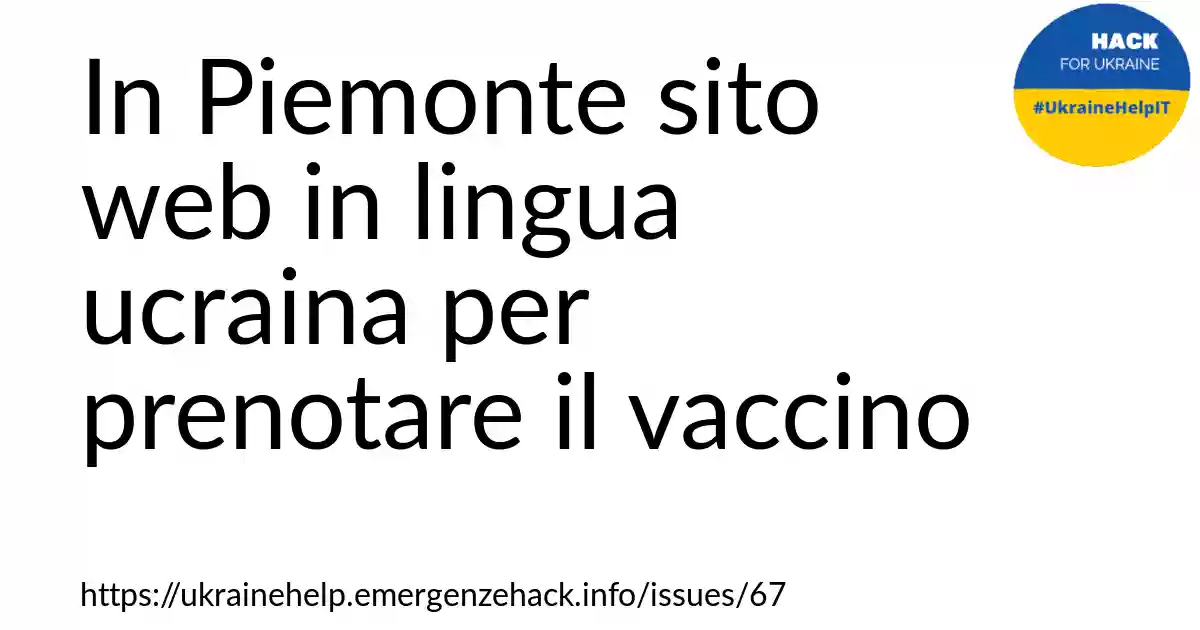 In Piemonte sito
web in lingua
ucraina per
prenotare il vaccino
https://ukrainehelp.emergenzehack.info/issues/67
HACK
FOR UKRAINE
#UkraineHelpIT